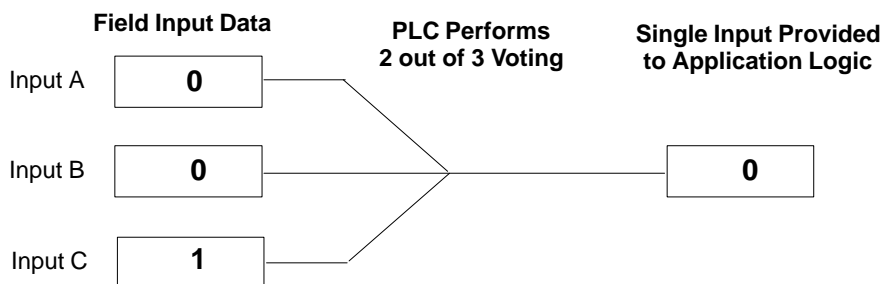 Field Input Data
PLC Performs
2 out of 3 Voting
Single Input Provided
to Application Logic
Input A
0
Input B
0
0
Input C
1